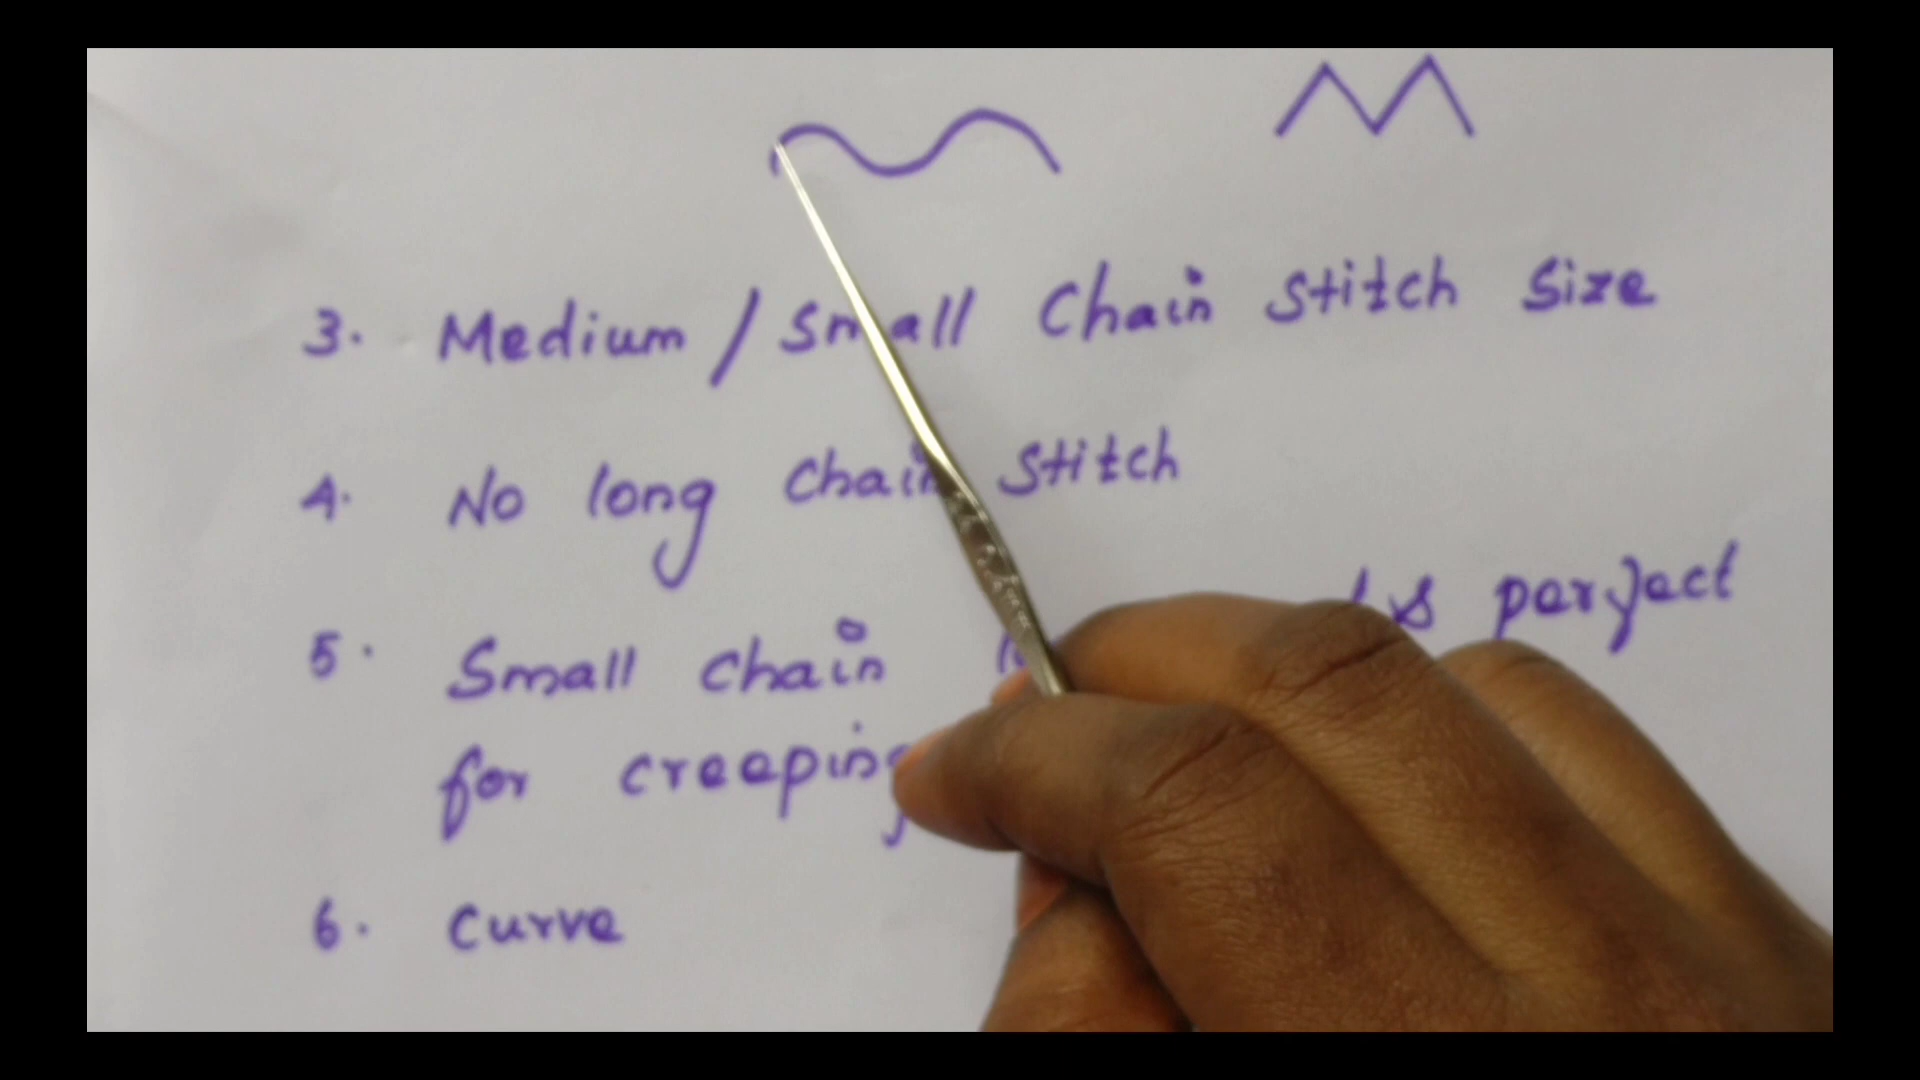 3. Medium / Small Chain Stitch Size
4. No long Chain Stitch
5. Small Chain is perfect
for creeping
6. Curve